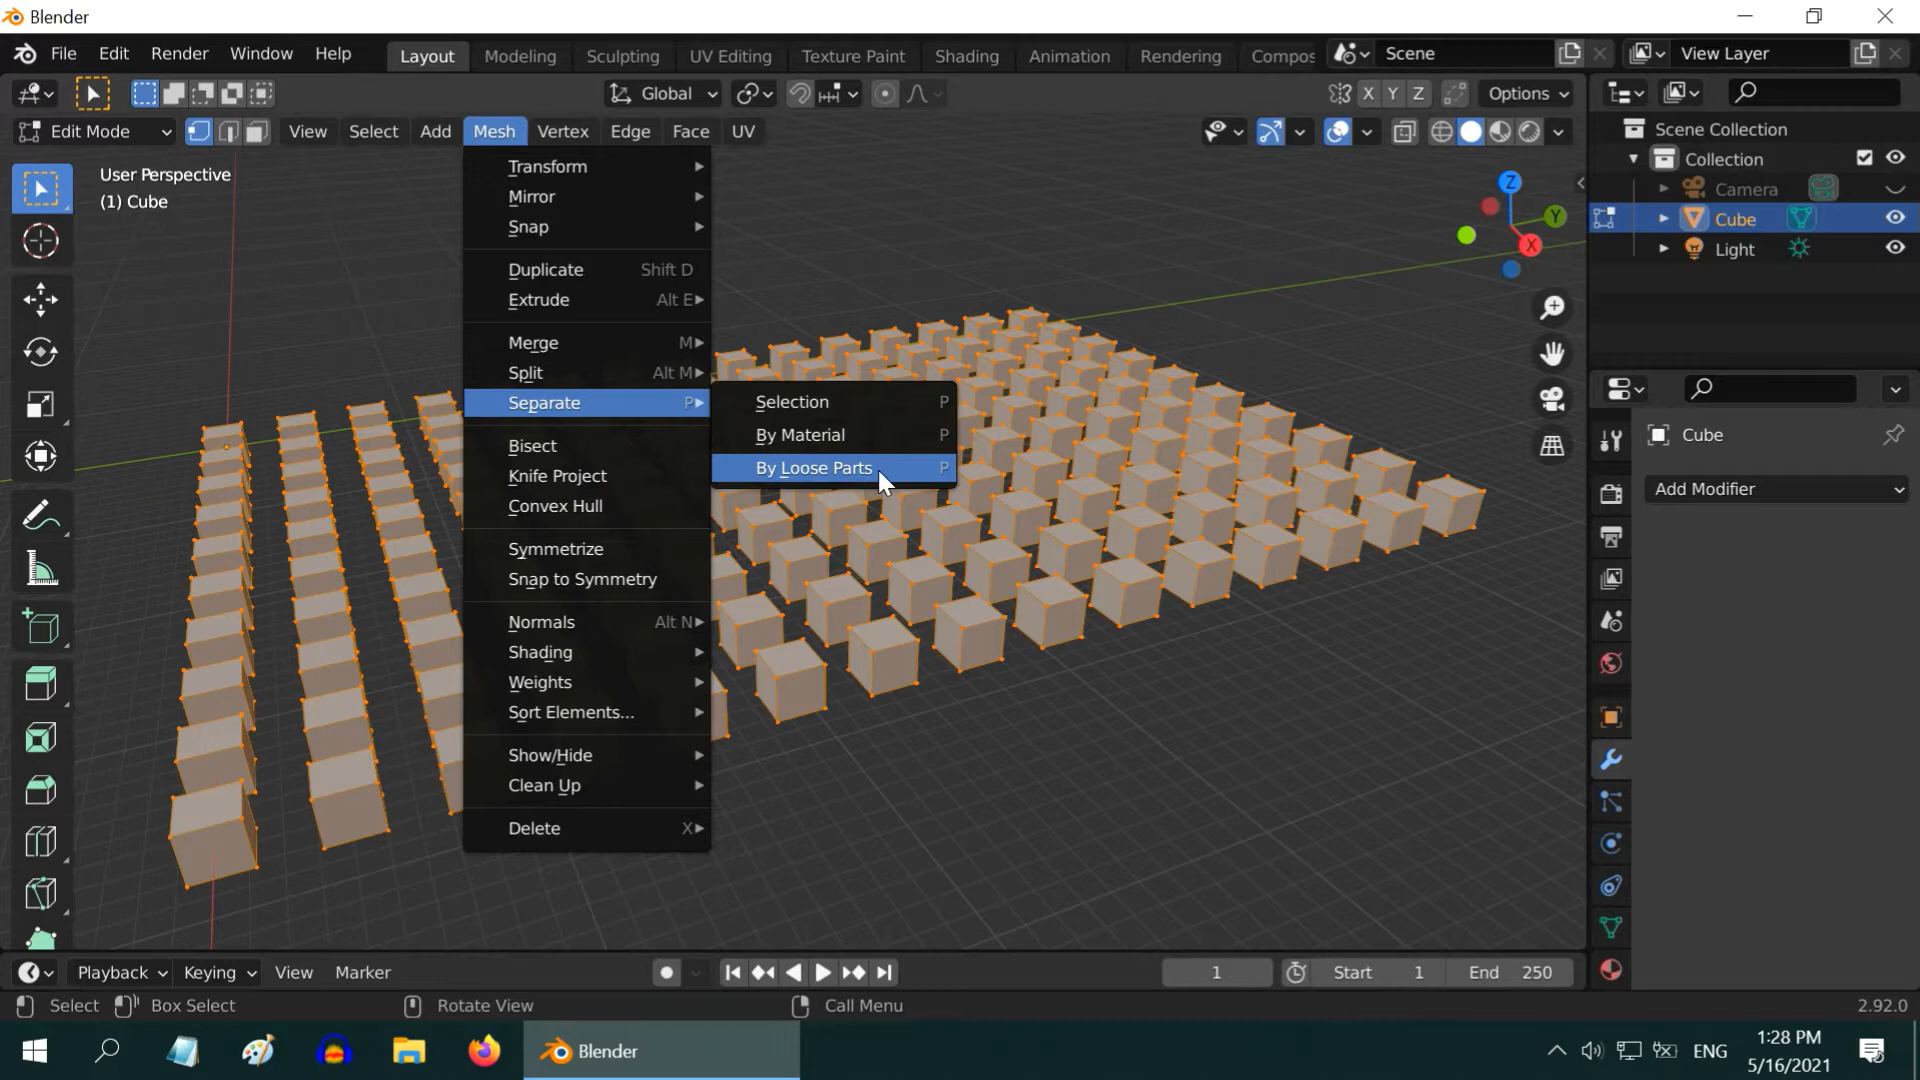 Blender
File Edit Render Window Help Layout Modeling Sculpting UV Editing Texture Paint Shading Animation Rendering Compos Scene View Layer
Global X Y Z Options
Edit Mode View Select Add Mesh Vertex Edge Face UV
User Perspective
(1) Cube
Transform
Mirror
Snap
Duplicate Shift D
Extrude Alt E
Merge M
Split Alt M
Separate P
Bisect
Knife Project
Convex Hull
Symmetrize
Snap to Symmetry
Normals Alt N
Shading
Weights
Sort Elements...
Show/Hide
Clean Up
Delete X
Selection P
By Material P
By Loose Parts P
Z
Y
X
Scene Collection
Collection
Camera
Cube
Light
Cube
Add Modifier
Playback Keying View Marker 1 Start 1 End 250
Select Box Select Rotate View Call Menu 2.92.0
Blender ENG 1:28 PM
5/16/2021